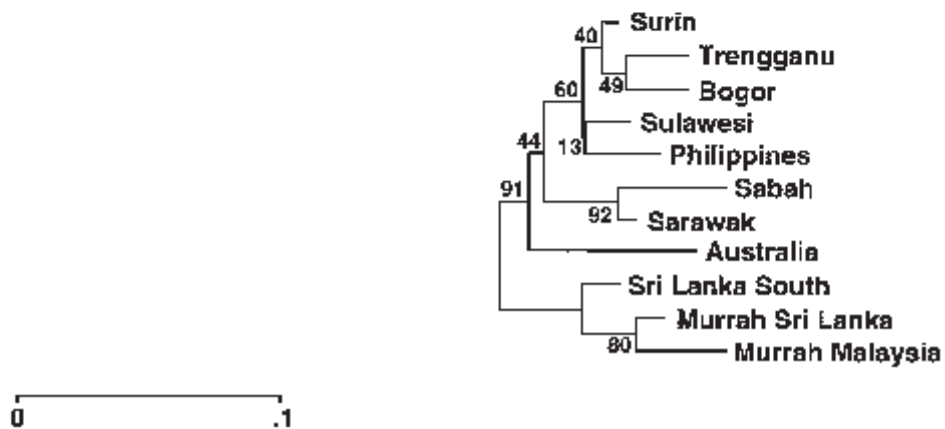 40 Surin
Trengganu
49 Bogor
60
Sulawesi
13 Philippines
44
Sabah
92 Sarawak
91
Australia
Sri Lanka South
Murrah Sri Lanka
80 Murrah Malaysia
0 .1